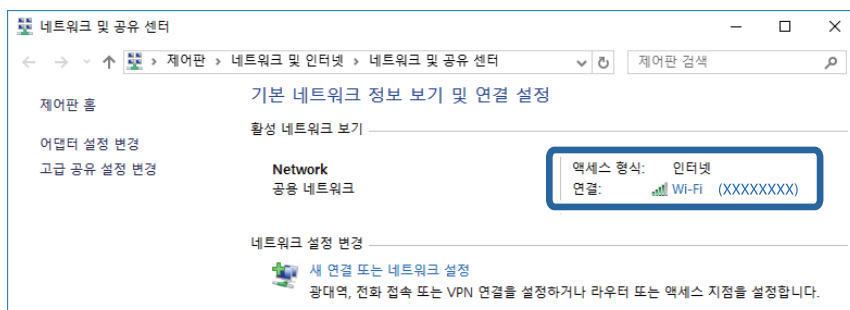 네트워크 및 공유 센터
제어판 › 네트워크 및 인터넷 › 네트워크 및 공유 센터
제어판 검색
제어판 홈
어댑터 설정 변경
고급 공유 설정 변경
기본 네트워크 정보 보기 및 연결 설정
활성 네트워크 보기
Network
공용 네트워크
액세스 형식: 인터넷
연결: Wi-Fi (XXXXXXXX)
네트워크 설정 변경
새 연결 또는 네트워크 설정
광대역, 전화 접속 또는 VPN 연결을 설정하거나 라우터 또는 액세스 지점을 설정합니다.